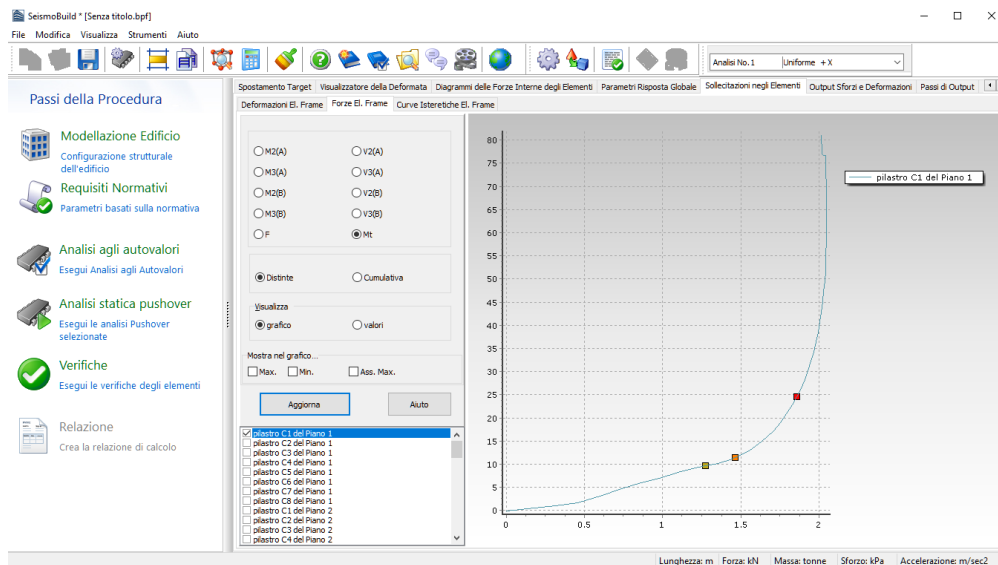 SeismoBuild * [Senza titolo.bpf]
File Modifica Visualizza Strumenti Aiuto
Analisi No.1 Uniforme +X
Passi della Procedura
Modellazione Edificio
Configurazione strutturale
dell'edificio
Requisiti Normativi
Parametri basati sulla normativa
Analisi agli autovalori
Esegui Analisi agli Autovalori
Analisi statica pushover
Esegui le analisi Pushover
selezionate
Verifiche
Esegui le verifiche degli elementi
Relazione
Crea la relazione di calcolo
Spostamento Target Visualizzatore della Deformata Diagrammi delle Forze Interne degli Elementi Parametri Risposta Globale Sollecitazioni negli Elementi Output Sforzi e Deformazioni Passi di Output
Deformazioni El. Frame Forze El. Frame Curve Isteretiche El. Frame
M2(A) V2(A)
M3(A) V3(A)
M2(B) V2(B)
M3(B) V3(B)
F Mt
Distinte Cumulativa
Visualizza
grafico valori
Mostra nel grafico...
Max. Min. Ass. Max.
Aggiorna Aiuto
pilastro C1 del Piano 1
pilastro C2 del Piano 1
pilastro C3 del Piano 1
pilastro C4 del Piano 1
pilastro C5 del Piano 1
pilastro C6 del Piano 1
pilastro C7 del Piano 1
pilastro C8 del Piano 1
pilastro C1 del Piano 2
pilastro C2 del Piano 2
pilastro C3 del Piano 2
pilastro C4 del Piano 2
80
75
70
65
60
55
50
45
40
35
30
25
20
15
10
5
0
0 0.5 1 1.5 2
pilastro C1 del Piano 1
Lunghezza: m Forza: kN Massa: tonne Sforzo: kPa Accelerazione: m/sec2